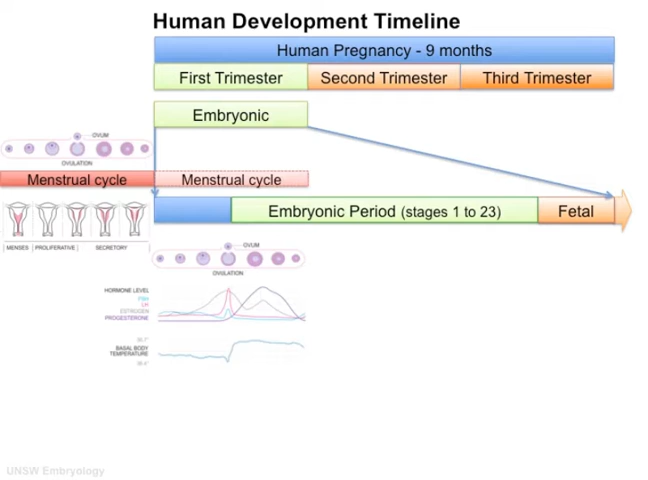 Human Development Timeline
Human Pregnancy - 9 months
First Trimester
Second Trimester
Third Trimester
Embryonic
OVUM
OVULATION
Menstrual cycle
Menstrual cycle
Embryonic Period (stages 1 to 23)
Fetal
MENSES
PROLIFERATIVE
SECRETORY
OVUM
OVULATION
HORMONE LEVEL
FSH
LH
ESTROGEN
PROGESTERONE
BASAL BODY
TEMPERATURE
UNSW Embryology